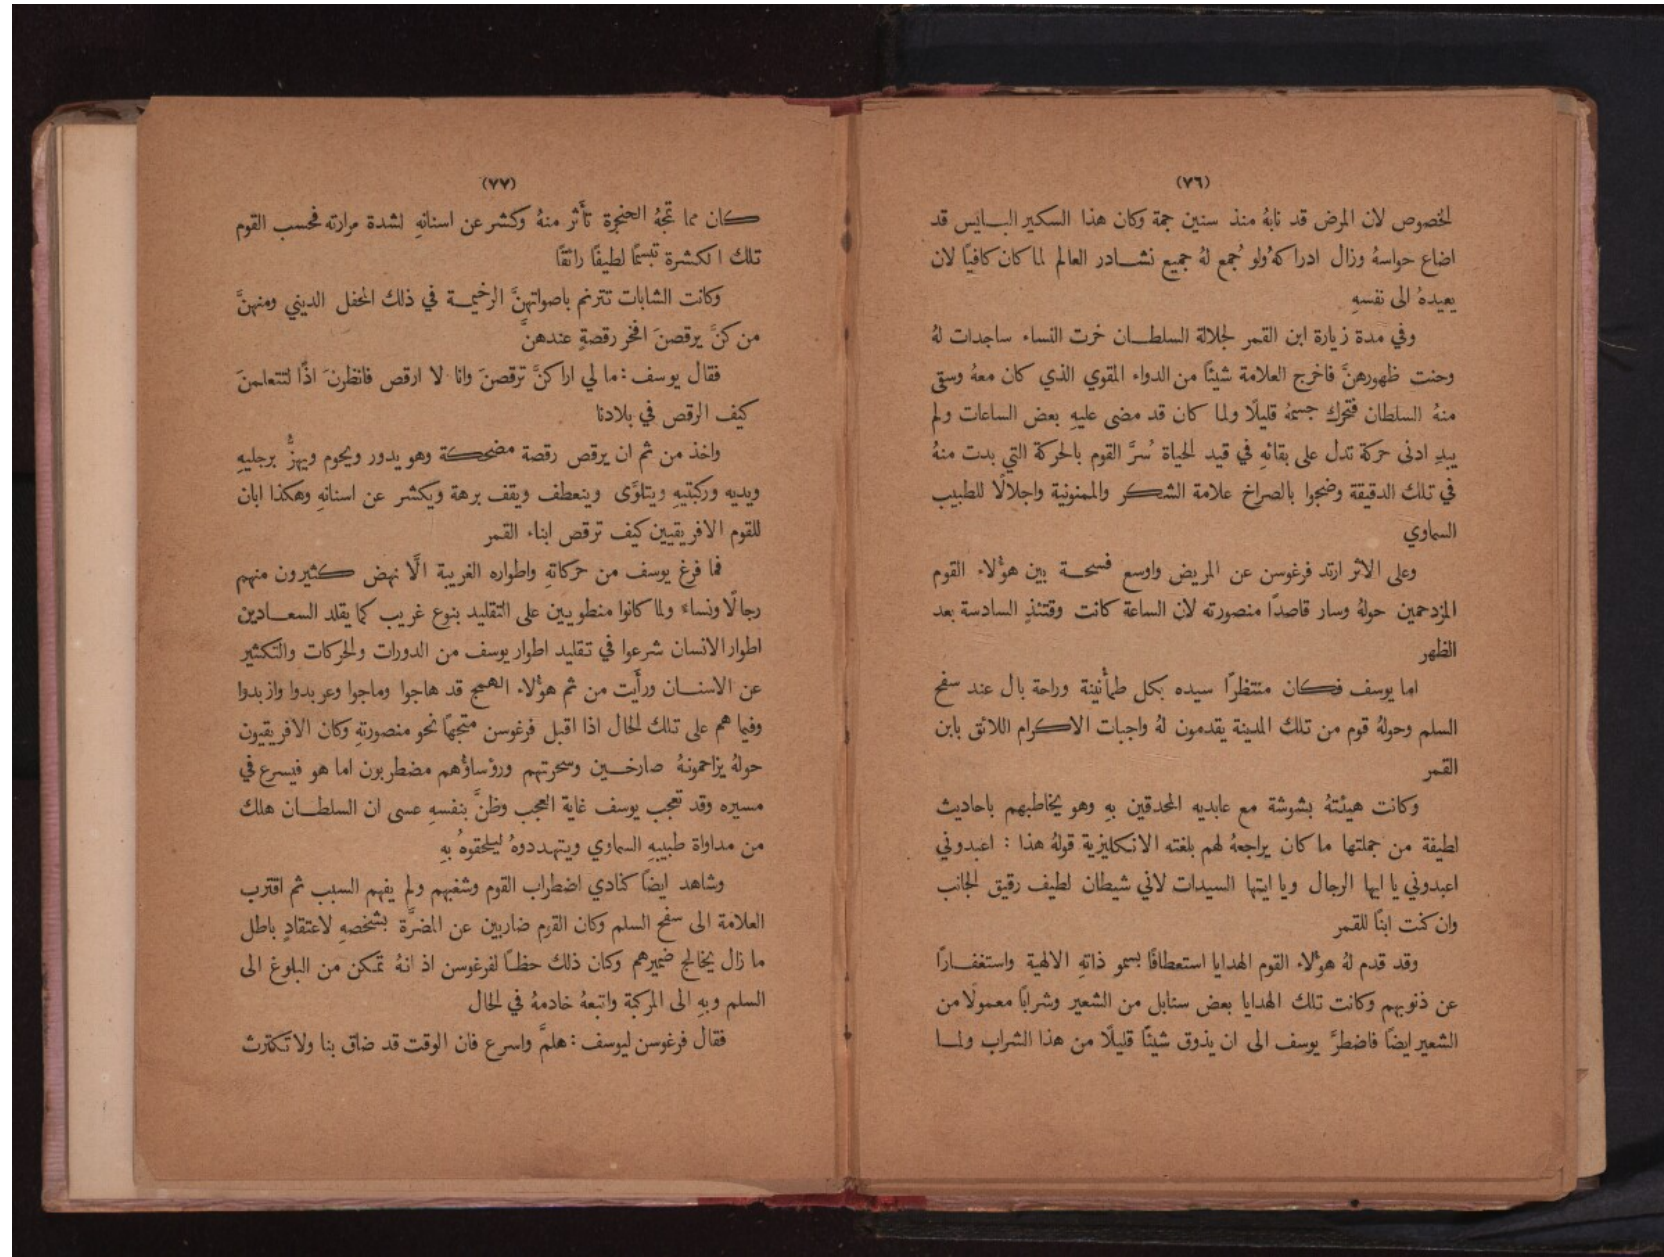 (٧٦)
الخصوص لان المرض قد نابهُ منذ سنين جمة وكان هذا السكير البايس قد
اضاع حواسهُ وزال ادراكهُ ولو جُمع لهُ جميع نشادر العالم لما كان كافياً لان
يعيدهُ الى نفسهِ
وفي مدة زيارة ابن القمر لجلالة السلطان خرت النساء ساجدات لهُ
وحنت ظهورهنَّ فاخرج العلامة شيئًا من الدواء المقوي الذي كان معهُ وسقى
منهُ السلطان فتحرك جسمهُ قليلًا ولما كان قد مضى عليهِ بعض الساعات ولم
يبدِ ادنى حركة تدل على بقائهِ في قيد الحياة سُرَّ القوم بالحركة التي بدت منهُ
في تلك الدقيقة وضجوا بالصراخ علامة الشكر والممنونية واجلالًا للطبيب
السماوي
وعلى الاثر ارتد فرغوسن عن المريض واوسع فسحة بين هؤلاء القوم
المزدحمين حولهُ وسار قاصدًا منصورته لان الساعة كانت وقتئذٍ السادسة بعد
الظهر
اما يوسف فكان منتظرًا سيده بكل طمأنينة وراحة بال عند سفح
السلم وحولهُ قوم من تلك المدينة يقدمون لهُ واجبات الاكرام اللائق بابن
القمر
وكانت هيئتهُ بشوشة مع عابديه المحدقين بهِ وهو يخاطبهم باحاديث
لطيفة من جملتها ما كان يراجعهُ لهم بلغته الانكليزية قولهُ هذا : اعبدوني
اعبدوني يا ايها الرجال ويا ايتها السيدات لاني شيطان لطيف رقيق الجانب
وان كنت ابنًا للقمر
وقد قدم لهُ هؤلاء القوم الهدايا استعطافًا بسمو ذاتهِ الالهية واستغفارًا
عن ذنوبهم وكانت تلك الهدايا بعض سنابل من الشعير وشرابًا معمولًا من
الشعير ايضًا فاضطرَّ يوسف الى ان يذوق شيئًا قليلًا من هذا الشراب ولما
(٧٧)
كان مما تمجهُ الحنجرة تأثر منهُ وكشر عن اسنانهِ لشدة مرارته فحسب القوم
تلك الكشرة تبسمًا لطيفًا رائقًا
وكانت الشابات تترنم باصواتهنَّ الرخيمة في ذلك المحفل الديني ومنهنَّ
من كنَّ يرقصنَ افخر رقصةٍ عندهنَّ
فقال يوسف : ما لي اراكنَّ ترقصنَ وانا لا ارقص فانظرنَ اذًا لتتعلمنَ
كيف الرقص في بلادنا
واخذ من ثم ان يرقص رقصة مضحكة وهو يدور ويحوم ويهزُّ برجليهِ
ويديه وركبتيهِ ويتلوَّى وينعطف ويقف برهة ويكشر عن اسنانهِ وهكذا ابان
للقوم الافريقيين كيف ترقص ابناء القمر
فما فرغ يوسف من حركاتهِ واطواره الغريبة الَّا نهض كثيرون منهم
رجالًا ونساءً ولما كانوا منطويين على التقليد بنوع غريب كما يقلد السعادين
اطوار الانسان شرعوا في تقليد اطوار يوسف من الدورات والحركات والتكثير
عن الاسنان ورأيت من ثم هؤلاء الهمج قد هاجوا وماجوا وعربدوا وازبدوا
وفيما هم على تلك الحال اذا اقبل فرغوسن متجهًا نحو منصورتهِ وكان الافريقيون
حولهُ يزاحمونهُ صارخين وسحرتهم ورؤساؤهم مضطربون اما هو فيسرع في
مسيره وقد تعجب يوسف غاية العجب وظنَّ بنفسهِ عسى ان السلطان هلك
من مداواة طبيبهِ السماوي ويتهددوهُ ليلحقوهُ بهِ
وشاهد ايضًا كنادي اضطراب القوم وشغبهم ولم يفهم السبب ثم اقترب
العلامة الى سفح السلم وكان القوم ضاربين عن المضرَّة بشخصهِ لاعتقادٍ باطل
ما زال يخالج ضميرهم وكان ذلك حظًا لفرغوسن اذ انهُ تمكن من البلوغ الى
السلم وبهِ الى المركبة واتبعهُ خادمهُ في الحال
فقال فرغوسن ليوسف : هلمَّ واسرع فان الوقت قد ضاق بنا ولا تكترث